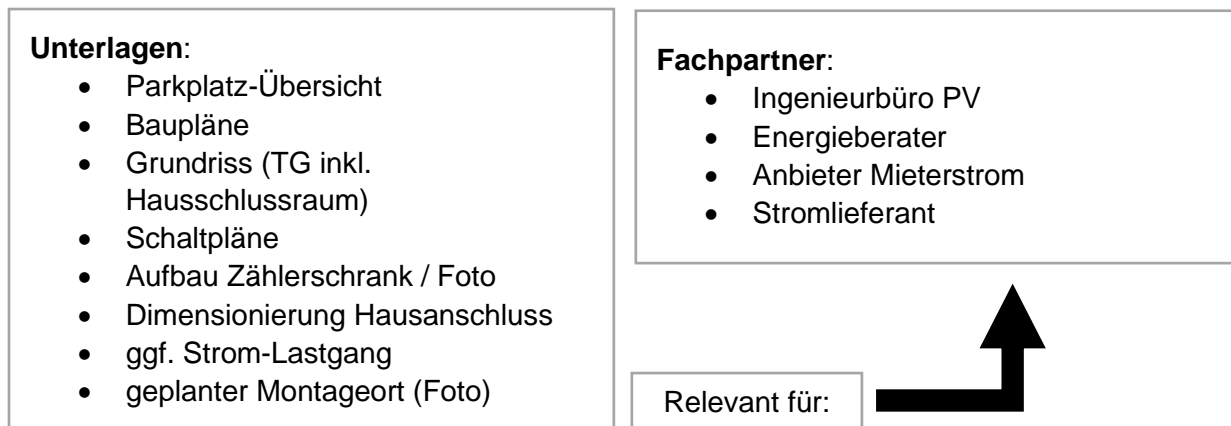 Unterlagen:
• Parkplatz-Übersicht
• Baupläne
• Grundriss (TG inkl.
Hausschlussraum)
• Schaltpläne
• Aufbau Zählerschrank / Foto
• Dimensionierung Hausanschluss
• ggf. Strom-Lastgang
• geplanter Montageort (Foto)
Fachpartner:
• Ingenieurbüro PV
• Energieberater
• Anbieter Mieterstrom
• Stromlieferant
Relevant für: